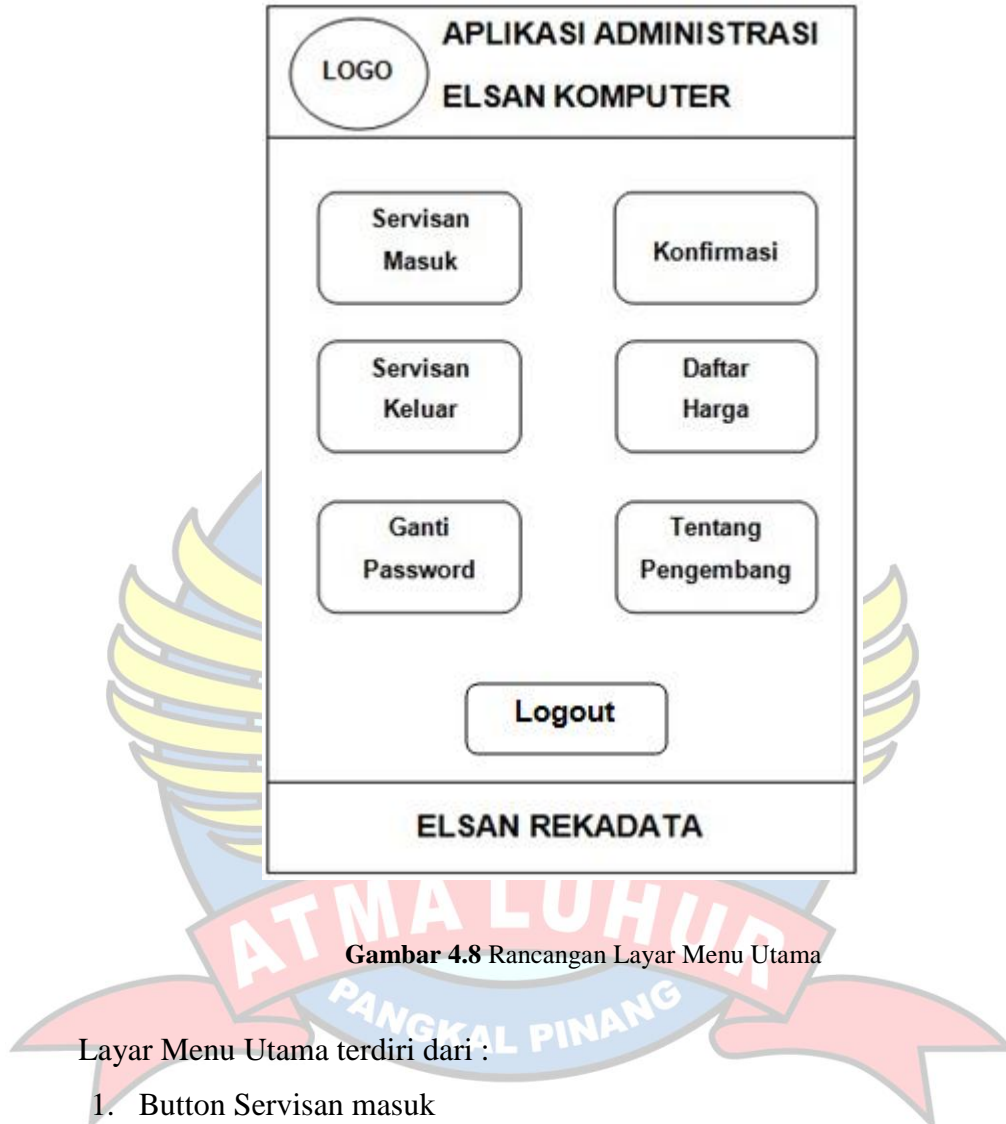 LOGO
APLIKASI ADMINISTRASI
ELSAN KOMPUTER
Servisan
Masuk
Konfirmasi
Servisan
Keluar
Daftar
Harga
Ganti
Password
Tentang
Pengembang
Logout
ELSAN REKADATA
ATMA LUHUR
Gambar 4.8 Rancangan Layar Menu Utama
PANGKAL PINANG
Layar Menu Utama terdiri dari :
1. Button Servisan masuk